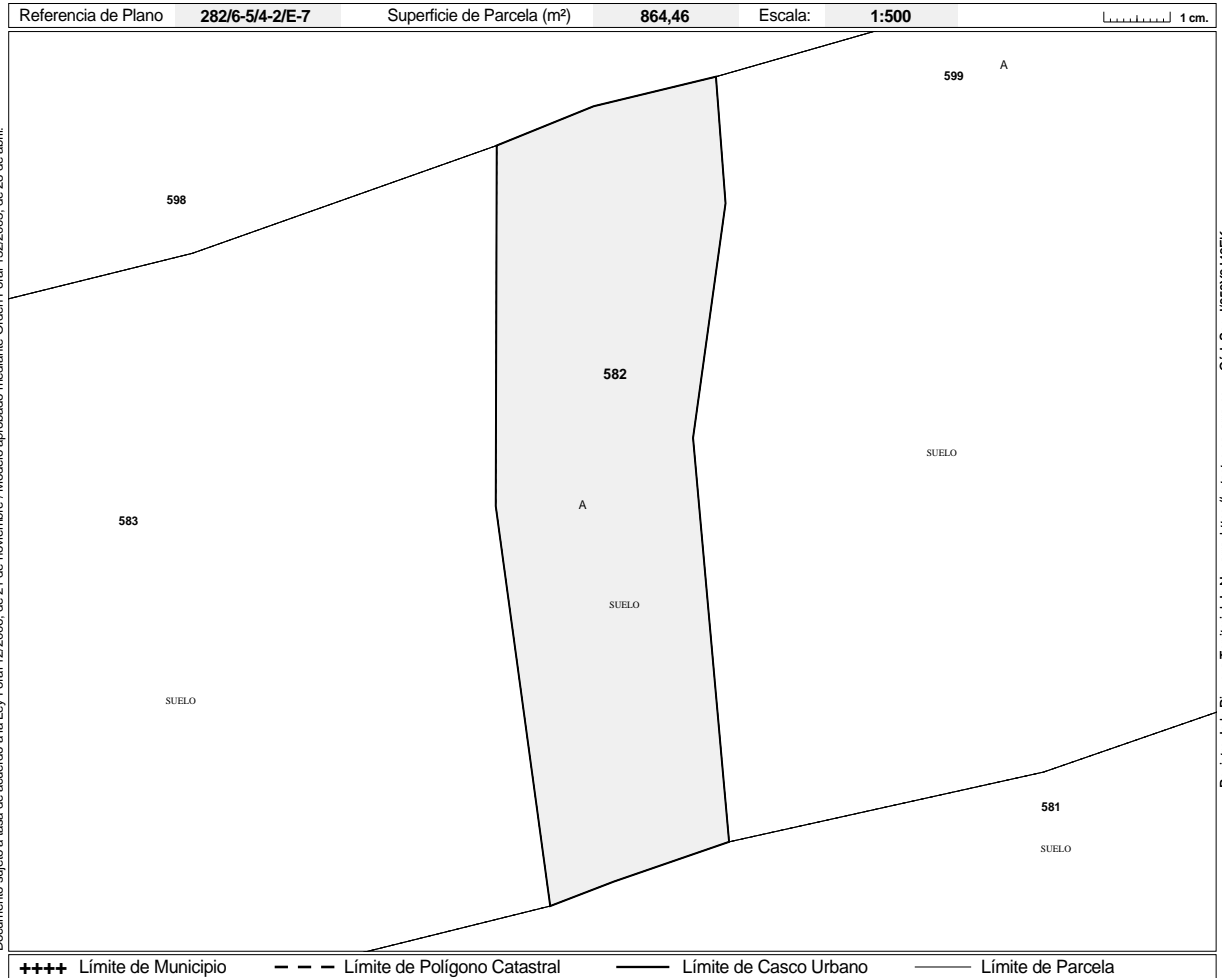 Referencia de Plano 282/6-5/4-2/E-7 Superficie de Parcela (m²) 864,46 Escala: 1:500 1 cm.
599 A
598
582
SUELO
A
583
SUELO
SUELO
581
SUELO
++++ Límite de Municipio Límite de Polígono Catastral Límite de Casco Urbano Límite de Parcela